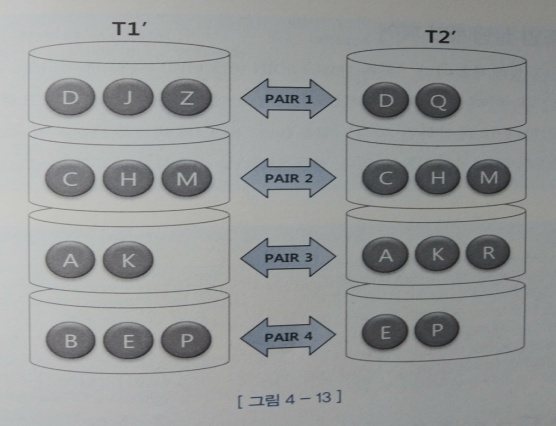 T1′ T2′
D J Z PAIR 1 D Q
C H M PAIR 2 C H M
A K PAIR 3 A K R
B E P PAIR 4 E P
[ 그림 4 – 13 ]